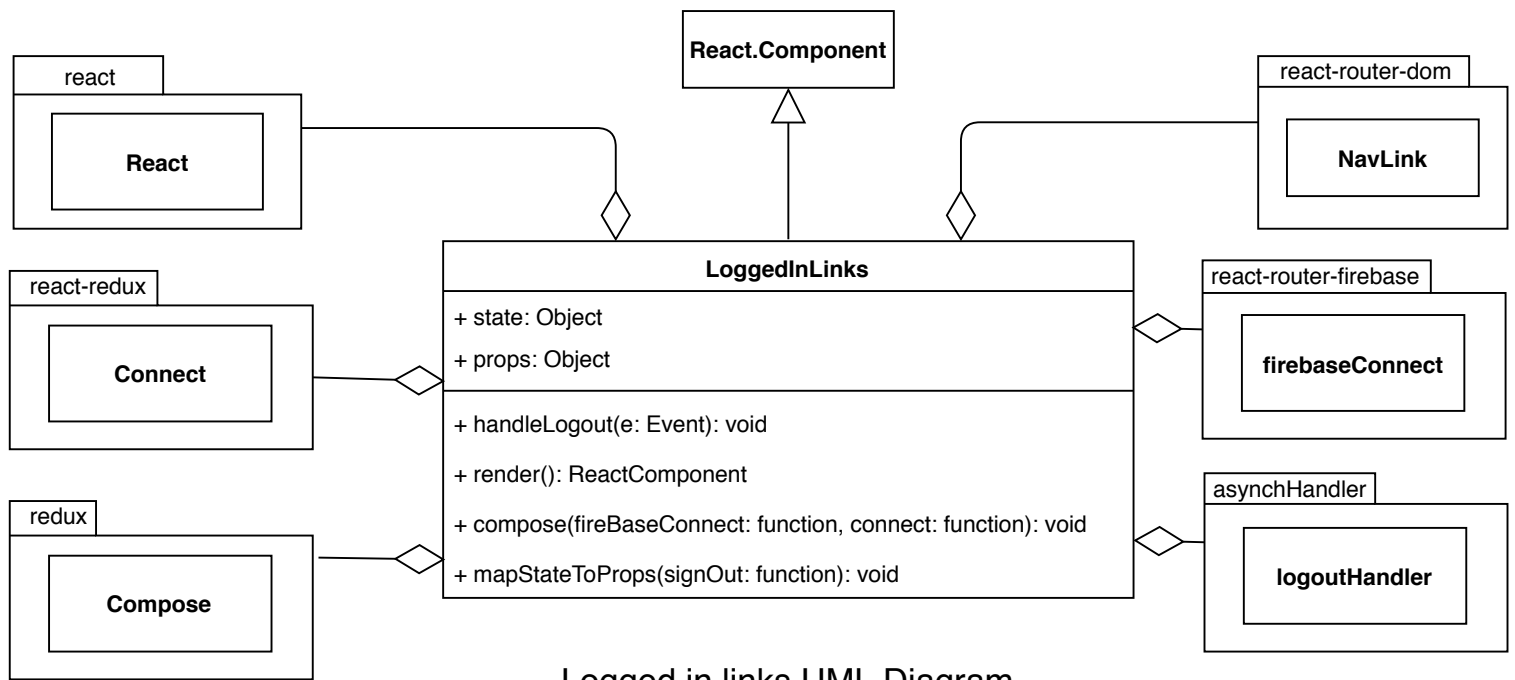 React.Component
react
React
react-router-dom
NavLink
react-redux
Connect
redux
Compose
LoggedInLinks
+ state: Object
+ props: Object
+ handleLogout(e: Event): void
+ render(): ReactComponent
+ compose(fireBaseConnect: function, connect: function): void
+ mapStateToProps(signOut: function): void
react-router-firebase
firebaseConnect
asynchHandler
logoutHandler
Logged in links UML Diagram